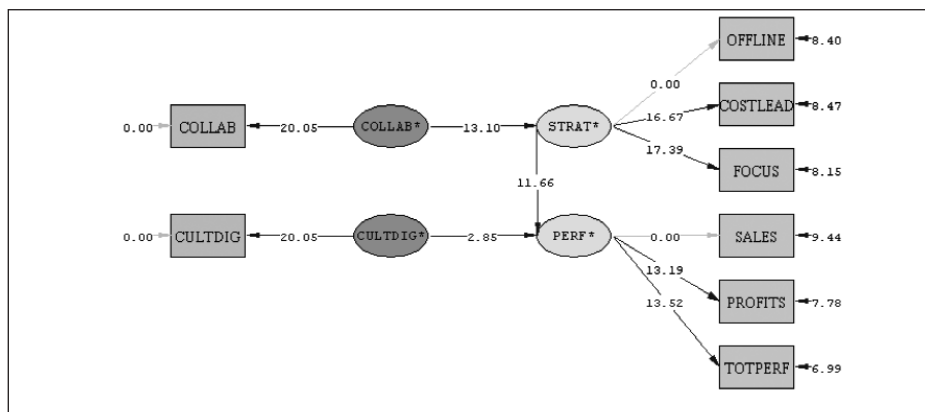 OFFLINE 8.40
0.00
0.00 COLLAB 20.05 COLLAB* 13.10 STRAT* 16.67 COSTLEAD 8.47
17.39
FOCUS 8.15
11.66
0.00 CULTDIG 20.05 CULTDIG* 2.85 PERF* 0.00 SALES 9.44
13.19
PROFITS 7.78
13.52
TOTPERF 6.99